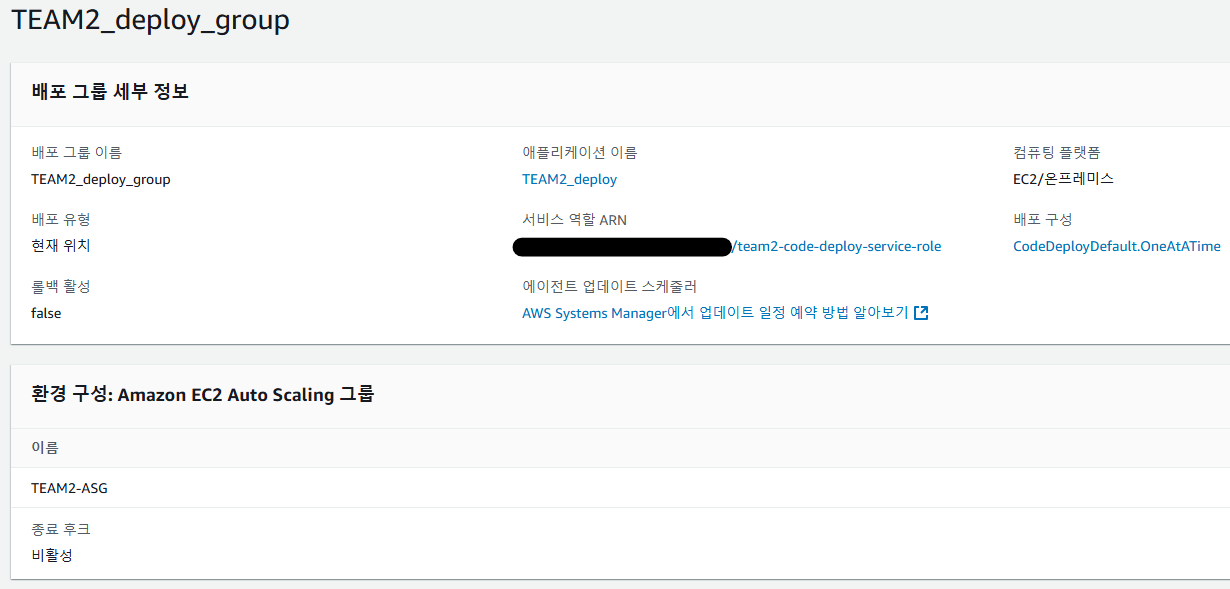 TEAM2_deploy_group
배포 그룹 세부 정보
배포 그룹 이름
TEAM2_deploy_group
애플리케이션 이름
TEAM2_deploy
컴퓨팅 플랫폼
EC2/온프레미스
배포 유형
현재 위치
서비스 역할 ARN
/team2-code-deploy-service-role
배포 구성
CodeDeployDefault.OneAtATime
롤백 활성
false
에이전트 업데이트 스케줄러
AWS Systems Manager에서 업데이트 일정 예약 방법 알아보기
환경 구성: Amazon EC2 Auto Scaling 그룹
이름
TEAM2-ASG
종료 후크
비활성